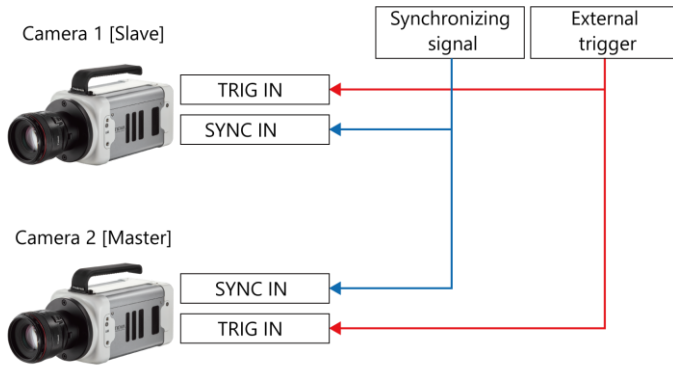 Camera 1 [Slave]
Synchronizing
signal
External
trigger
TRIG IN
SYNC IN
Camera 2 [Master]
SYNC IN
TRIG IN